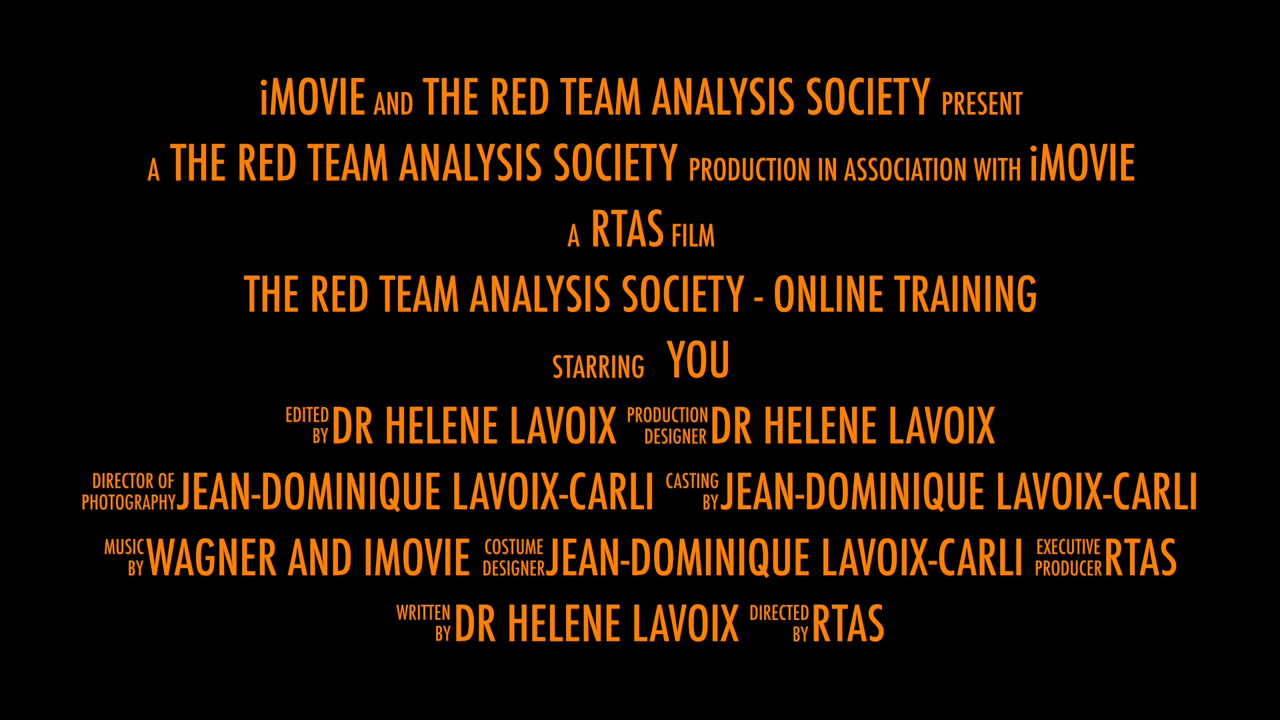 iMOVIE AND THE RED TEAM ANALYSIS SOCIETY PRESENT
A THE RED TEAM ANALYSIS SOCIETY PRODUCTION IN ASSOCIATION WITH iMOVIE
A RTAS FILM
THE RED TEAM ANALYSIS SOCIETY - ONLINE TRAINING
STARRING YOU
EDITED BY DR HELENE LAVOIX PRODUCTION DESIGNER DR HELENE LAVOIX
DIRECTOR OF PHOTOGRAPHY JEAN-DOMINIQUE LAVOIX-CARLI CASTING BY JEAN-DOMINIQUE LAVOIX-CARLI
MUSIC BY WAGNER AND IMOVIE COSTUME DESIGNER JEAN-DOMINIQUE LAVOIX-CARLI EXECUTIVE PRODUCER RTAS
WRITTEN BY DR HELENE LAVOIX DIRECTED BY RTAS